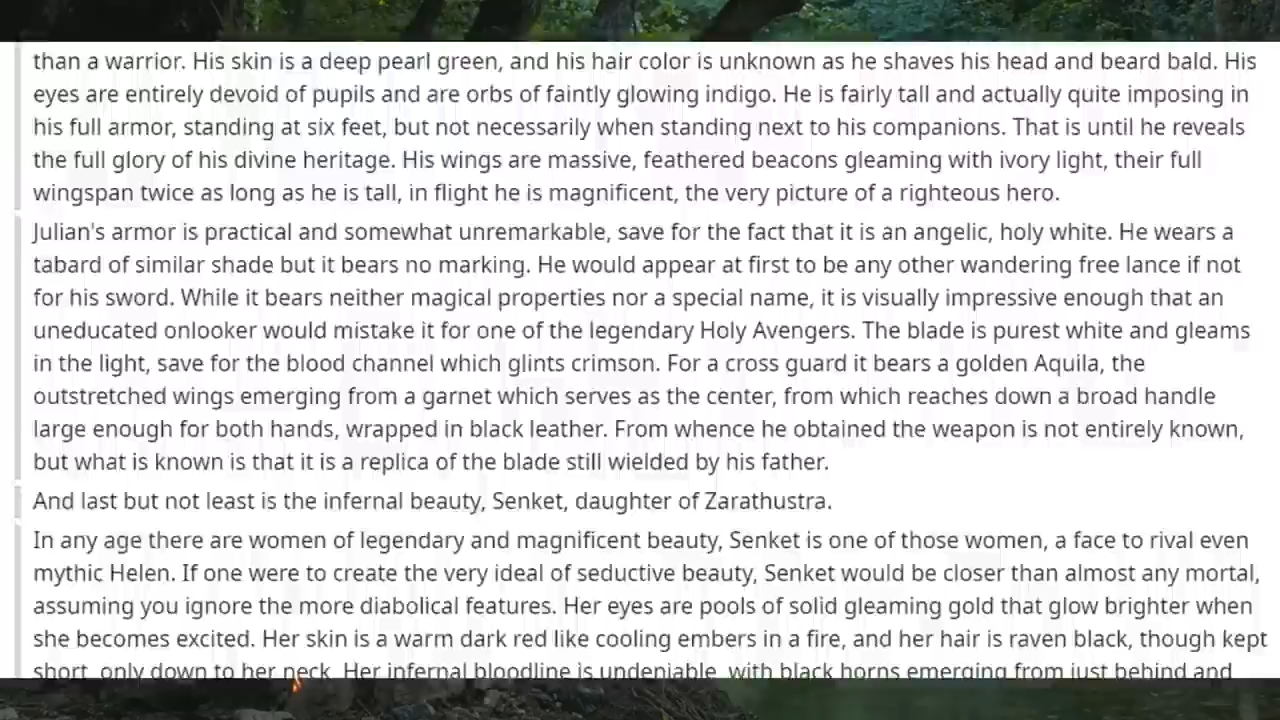 than a warrior. His skin is a deep pearl green, and his hair color is unknown as he shaves his head and beard bald. His
eyes are entirely devoid of pupils and are orbs of faintly glowing indigo. He is fairly tall and actually quite imposing in
his full armor, standing at six feet, but not necessarily when standing next to his companions. That is until he reveals
the full glory of his divine heritage. His wings are massive, feathered beacons gleaming with ivory light, their full
wingspan twice as long as he is tall, in flight he is magnificent, the very picture of a righteous hero.
Julian's armor is practical and somewhat unremarkable, save for the fact that it is an angelic, holy white. He wears a
tabard of similar shade but it bears no marking. He would appear at first to be any other wandering free lance if not
for his sword. While it bears neither magical properties nor a special name, it is visually impressive enough that an
uneducated onlooker would mistake it for one of the legendary Holy Avengers. The blade is purest white and gleams
in the light, save for the blood channel which glints crimson. For a cross guard it bears a golden Aquila, the
outstretched wings emerging from a garnet which serves as the center, from which reaches down a broad handle
large enough for both hands, wrapped in black leather. From whence he obtained the weapon is not entirely known,
but what is known is that it is a replica of the blade still wielded by his father.
And last but not least is the infernal beauty, Senket, daughter of Zarathustra.
In any age there are women of legendary and magnificent beauty, Senket is one of those women, a face to rival even
mythic Helen. If one were to create the very ideal of seductive beauty, Senket would be closer than almost any mortal,
assuming you ignore the more diabolical features. Her eyes are pools of solid gleaming gold that glow brighter when
she becomes excited. Her skin is a warm dark red like cooling embers in a fire, and her hair is raven black, though kept
short, only down to her neck. Her infernal bloodline is undeniable, with black horns emerging from just behind and